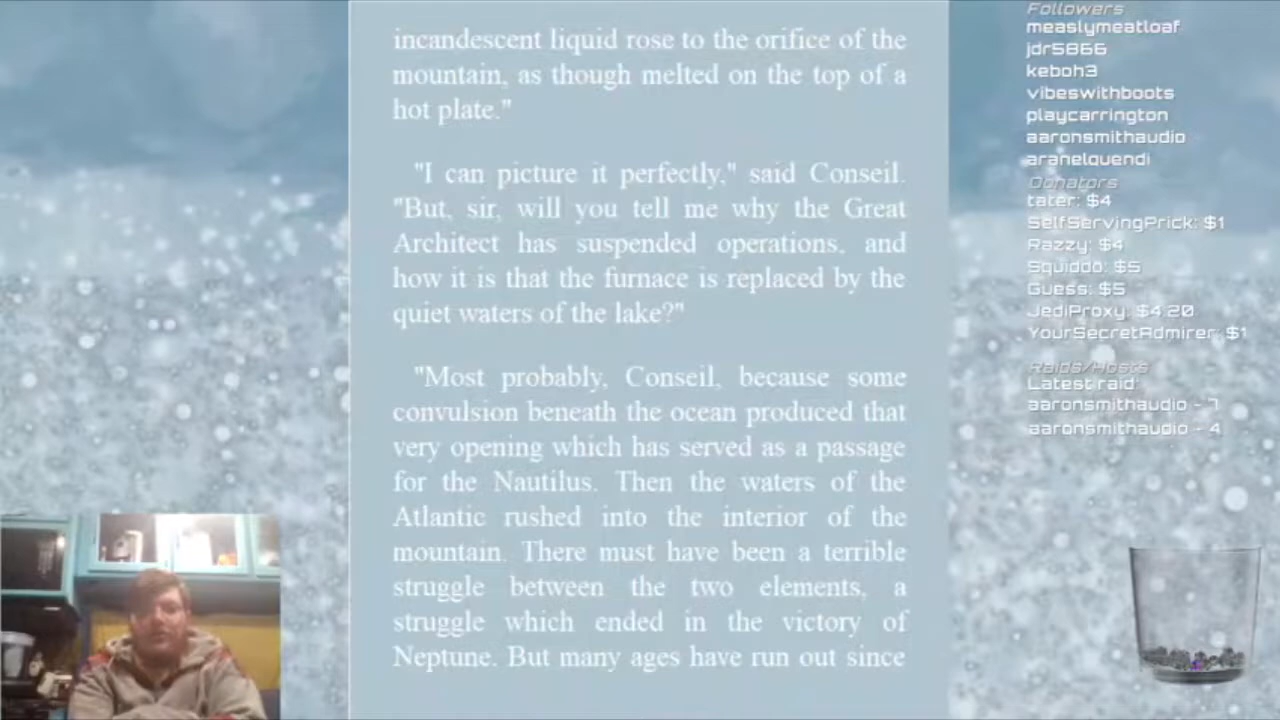 incandescent liquid rose to the orifice of the
mountain, as though melted on the top of a
hot plate."
"I can picture it perfectly," said Conseil.
"But, sir, will you tell me why the Great
Architect has suspended operations, and
how it is that the furnace is replaced by the
quiet waters of the lake?"
"Most probably, Conseil, because some
convulsion beneath the ocean produced that
very opening which has served as a passage
for the Nautilus. Then the waters of the
Atlantic rushed into the interior of the
mountain. There must have been a terrible
struggle between the two elements, a
struggle which ended in the victory of
Neptune. But many ages have run out since
Followers
measlymeatloaf
jdr5866
keboh3
vibeswithboots
playcarrington
aaronsmithaudio
aranelquendi
Donators
tater: $4
SelfServingPrick: $1
Razzy: $4
Squiddo: $5
Guess: $5
JediProxy: $4.20
YourSecretAdmirer: $1
Raids/Hosts
Latest raid:
aaronsmithaudio - 7
aaronsmithaudio - 4